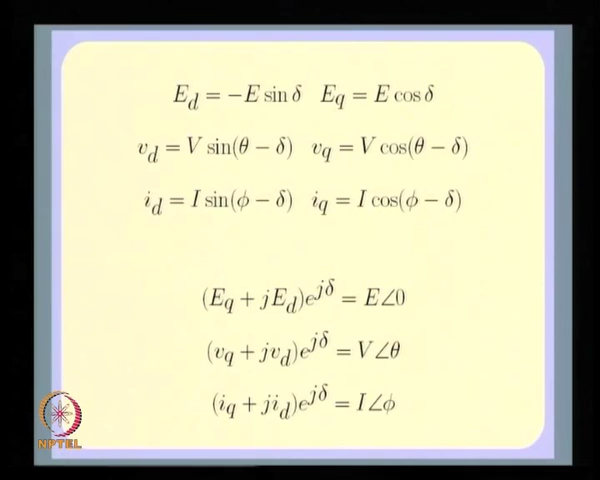 E_d = −E sin δ   E_q = E cos δ
v_d = V sin(θ − δ)   v_q = V cos(θ − δ)
i_d = I sin(φ − δ)   i_q = I cos(φ − δ)
(E_q + jE_d)e^{jδ} = E∠0
(v_q + jv_d)e^{jδ} = V∠θ
(i_q + ji_d)e^{jδ} = I∠φ
NPTEL